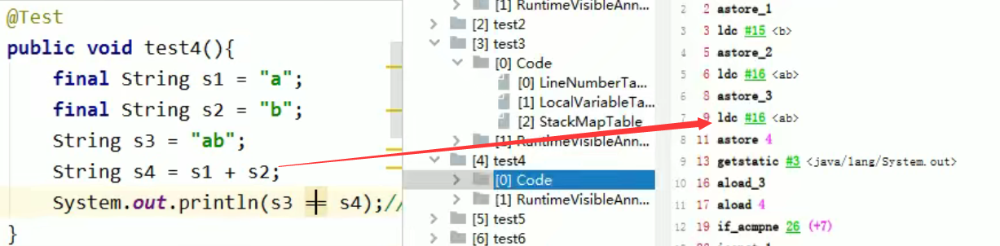 @Test
public void test4(){
final String s1 = "a";
final String s2 = "b";
String s3 = "ab";
String s4 = s1 + s2;
System.out.println(s3 == s4);//
}
[1] RuntimeVisibleAnn...
[2] test2
[3] test3
[0] Code
[0] LineNumberTa...
[1] LocalVariableTa...
[2] StackMapTable
[1] RuntimeVisibleAnn...
[4] test4
[0] Code
[1] RuntimeVisibleAnn...
[5] test5
[6] test6
2 2 astore_1
3 3 ldc #15 <b>
4 5 astore_2
5 6 ldc #16 <ab>
6 8 astore_3
7 9 ldc #16 <ab>
8 11 astore 4
9 13 getstatic #3 <java/lang/System.out>
10 16 aload_3
11 17 aload 4
12 19 if_acmpne 26 (+7)